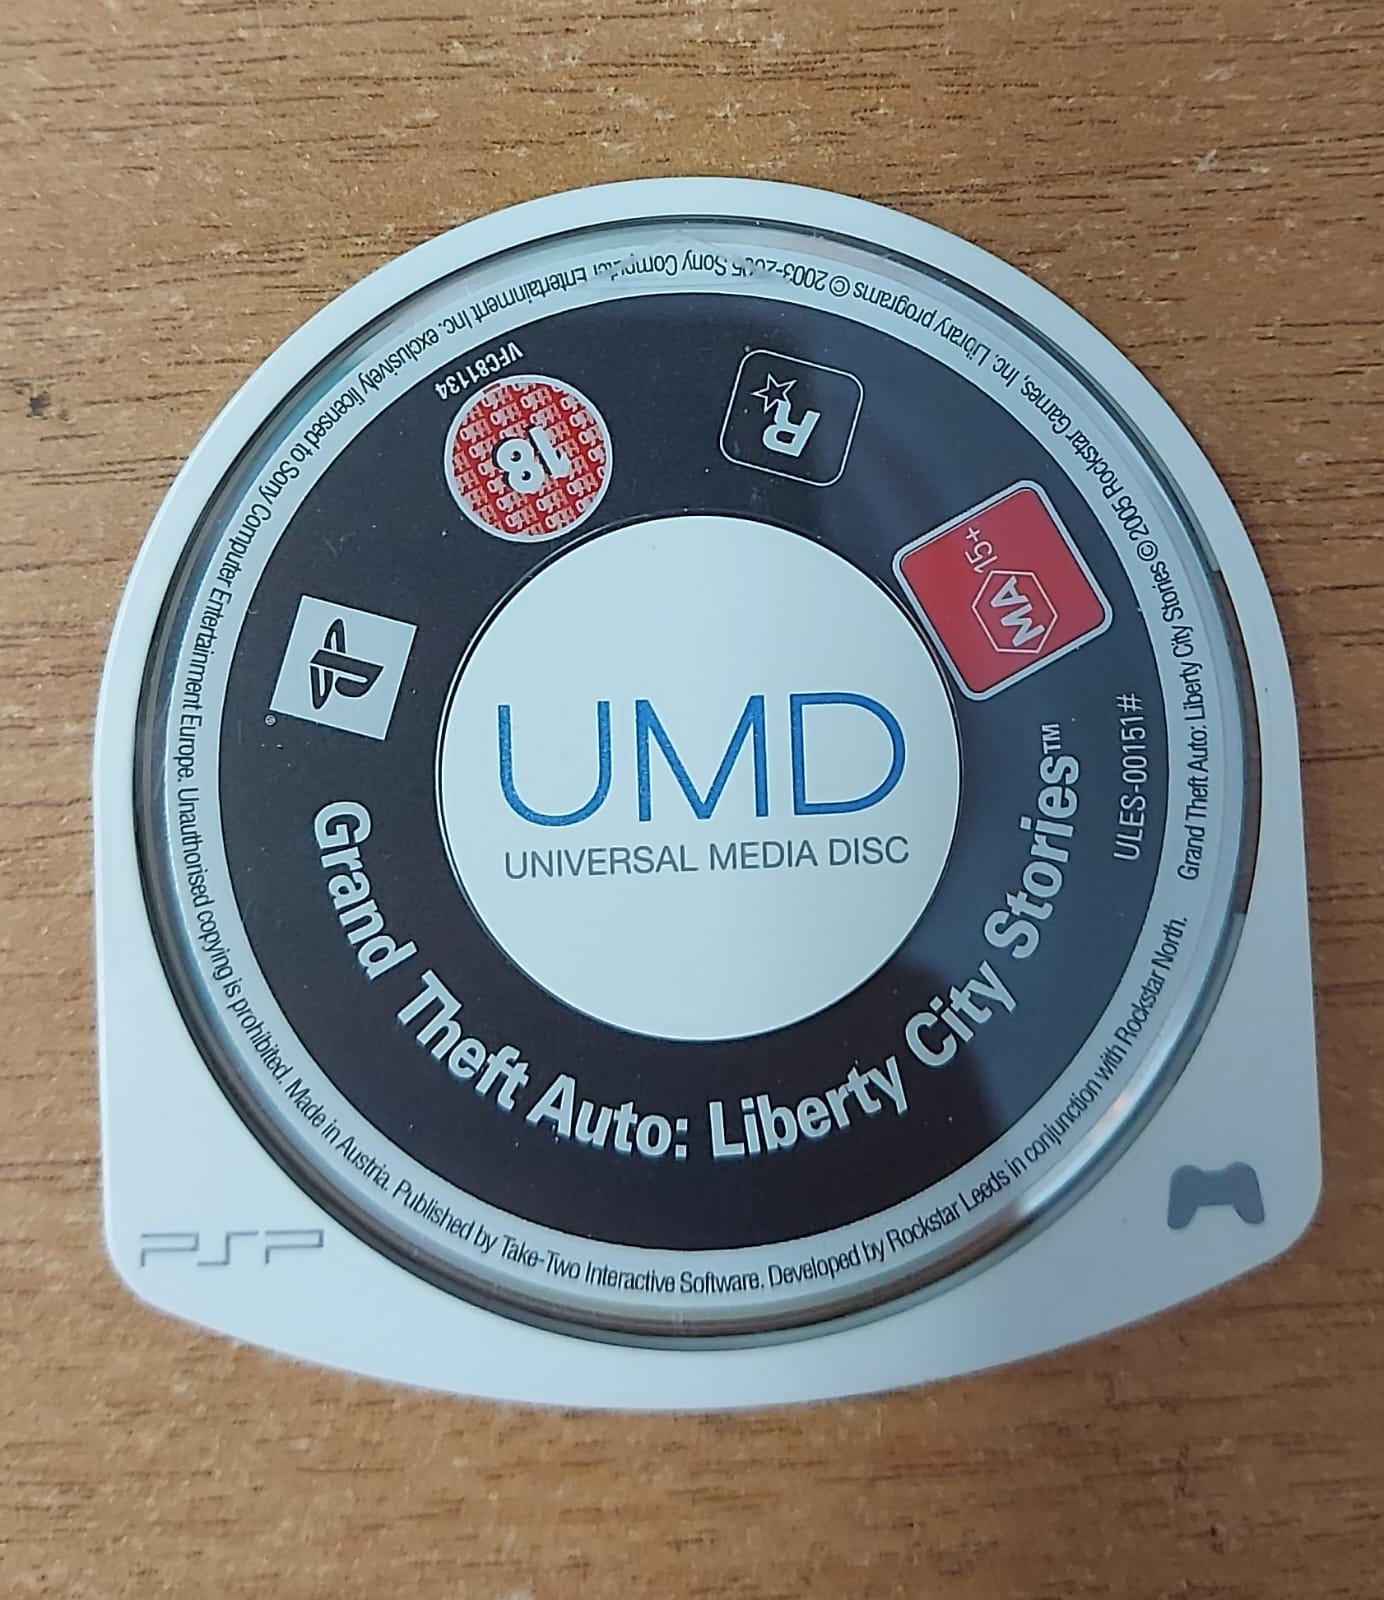 UMD
UNIVERSAL MEDIA DISC
Grand Theft Auto: Liberty City Stories™
ULES-00151#
MA 15+
R
18
VFC81134
®
Grand Theft Auto: Liberty City Stories © 2005 Rockstar Games, Inc. Library programs © 2003-2005 Sony Computer Entertainment Inc. exclusively licensed to Sony Computer Entertainment Europe. Unauthorised copying is prohibited. Made in Austria. Published by Take-Two Interactive Software. Developed by Rockstar Leeds in conjunction with Rockstar North.
PSP